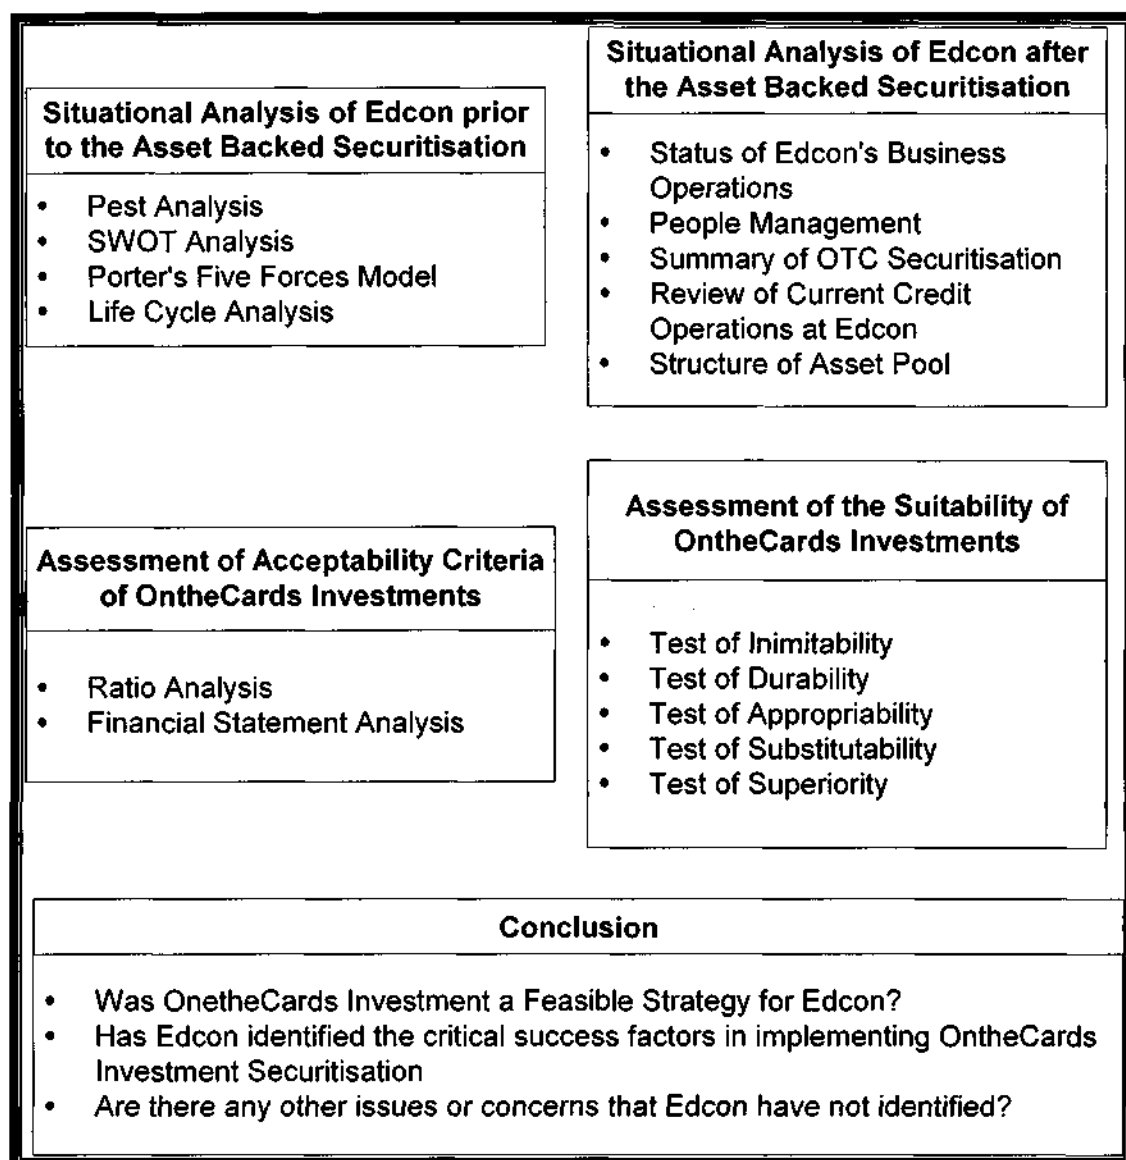 Situational Analysis of Edcon prior
to the Asset Backed Securitisation
• Pest Analysis
• SWOT Analysis
• Porter's Five Forces Model
• Life Cycle Analysis
Situational Analysis of Edcon after
the Asset Backed Securitisation
• Status of Edcon's Business
Operations
• People Management
• Summary of OTC Securitisation
• Review of Current Credit
Operations at Edcon
• Structure of Asset Pool
Assessment of Acceptability Criteria
of OntheCards Investments
• Ratio Analysis
• Financial Statement Analysis
Assessment of the Suitability of
OntheCards Investments
• Test of Inimitability
• Test of Durability
• Test of Appropriability
• Test of Substitutability
• Test of Superiority
Conclusion
• Was OnetheCards Investment a Feasible Strategy for Edcon?
• Has Edcon identified the critical success factors in implementing OntheCards
Investment Securitisation
• Are there any other issues or concerns that Edcon have not identified?